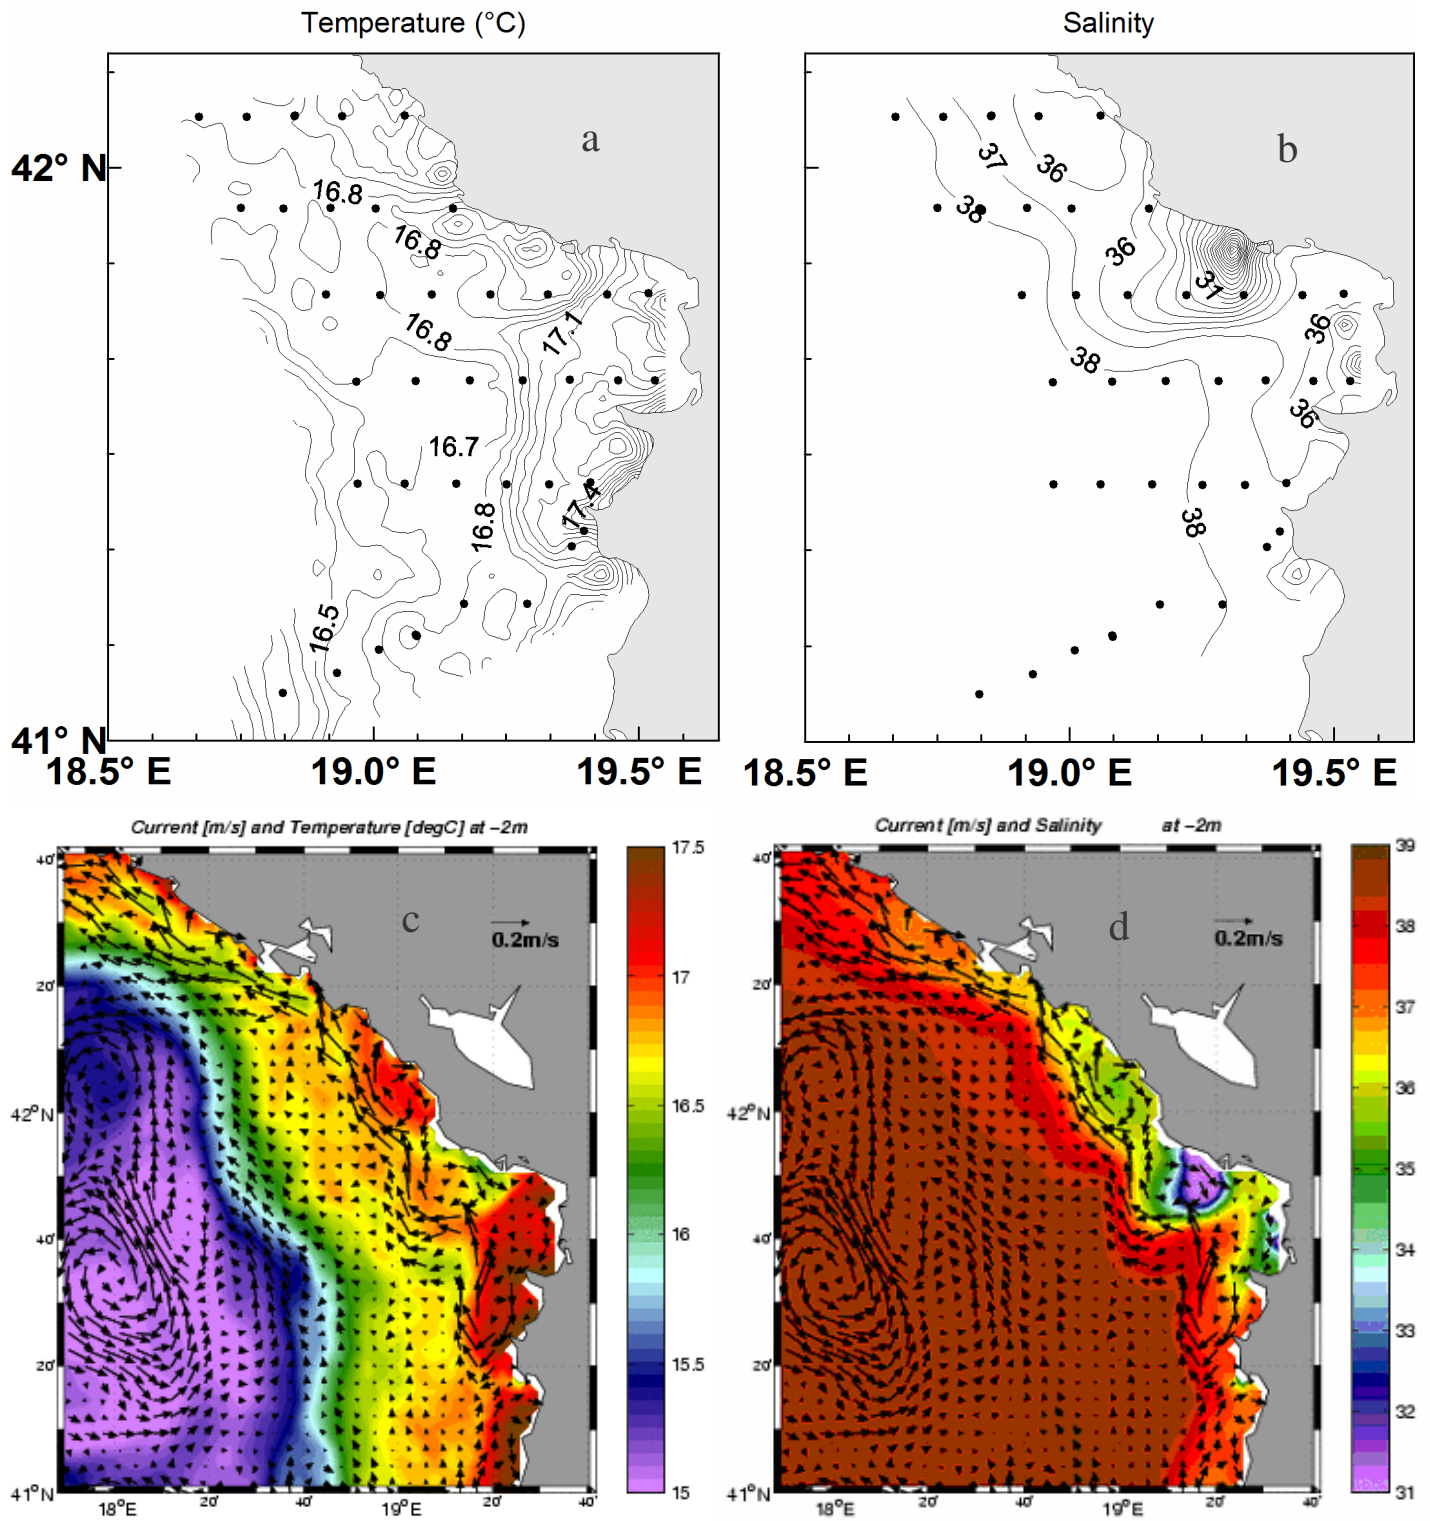 Temperature (°C)
Salinity
a
b
42° N
16.8
16.8
16.8
17.1
16.7
17.4
16.8
16.5
37
36
38
36
37
36
38
36
38
41° N
18.5° E
19.0° E
19.5° E
18.5° E
19.0° E
19.5° E
Current [m/s] and Temperature [degC] at −2m
Current [m/s] and Salinity at −2m
40'
20'
42°N
40'
20'
41°N
18°E
20'
40'
19°E
20'
40'
c
0.2m/s
17.5
17
16.5
16
15.5
15
40'
20'
42°N
40'
20'
41°N
18°E
20'
40'
19°E
20'
40'
d
0.2m/s
39
38
37
36
35
34
33
32
31